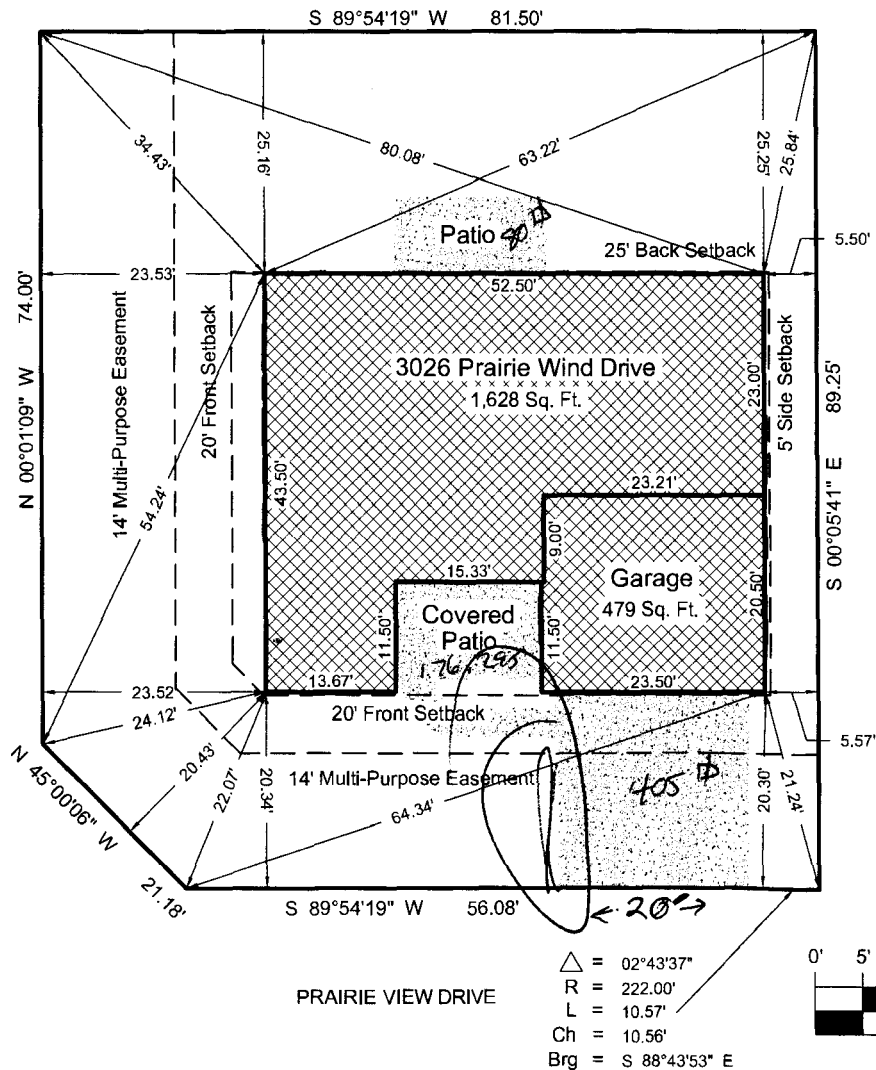 S 89°54'19" W 81.50'
34.43'
25.16'
80.08'
63.22'
25.25'
25.84'
Patio 80
25' Back Setback
5.50'
23.53'
52.50'
N 00°01'09" W 74.00'
14' Multi-Purpose Easement
20' Front Setback
3026 Prairie Wind Drive
1,628 Sq. Ft.
23.00'
5' Side Setback
89.25'
S 00°05'41" E
54.24'
43.50'
23.21'
9.00'
15.33'
Garage
479 Sq. Ft.
20.50'
Covered
Patio
11.50'
11.50'
13.67'
23.50'
23.52'
24.12'
20' Front Setback
5.57'
N 45°00'06" W 21.18'
20.43'
22.07'
20.34'
14' Multi-Purpose Easement
64.34'
405
20.30'
21.24'
S 89°54'19" W 56.08'
20"
PRAIRIE VIEW DRIVE
△ = 02°43'37"
R = 222.00'
L = 10.57'
Ch = 10.56'
Brg = S 88°43'53" E
0' 5'